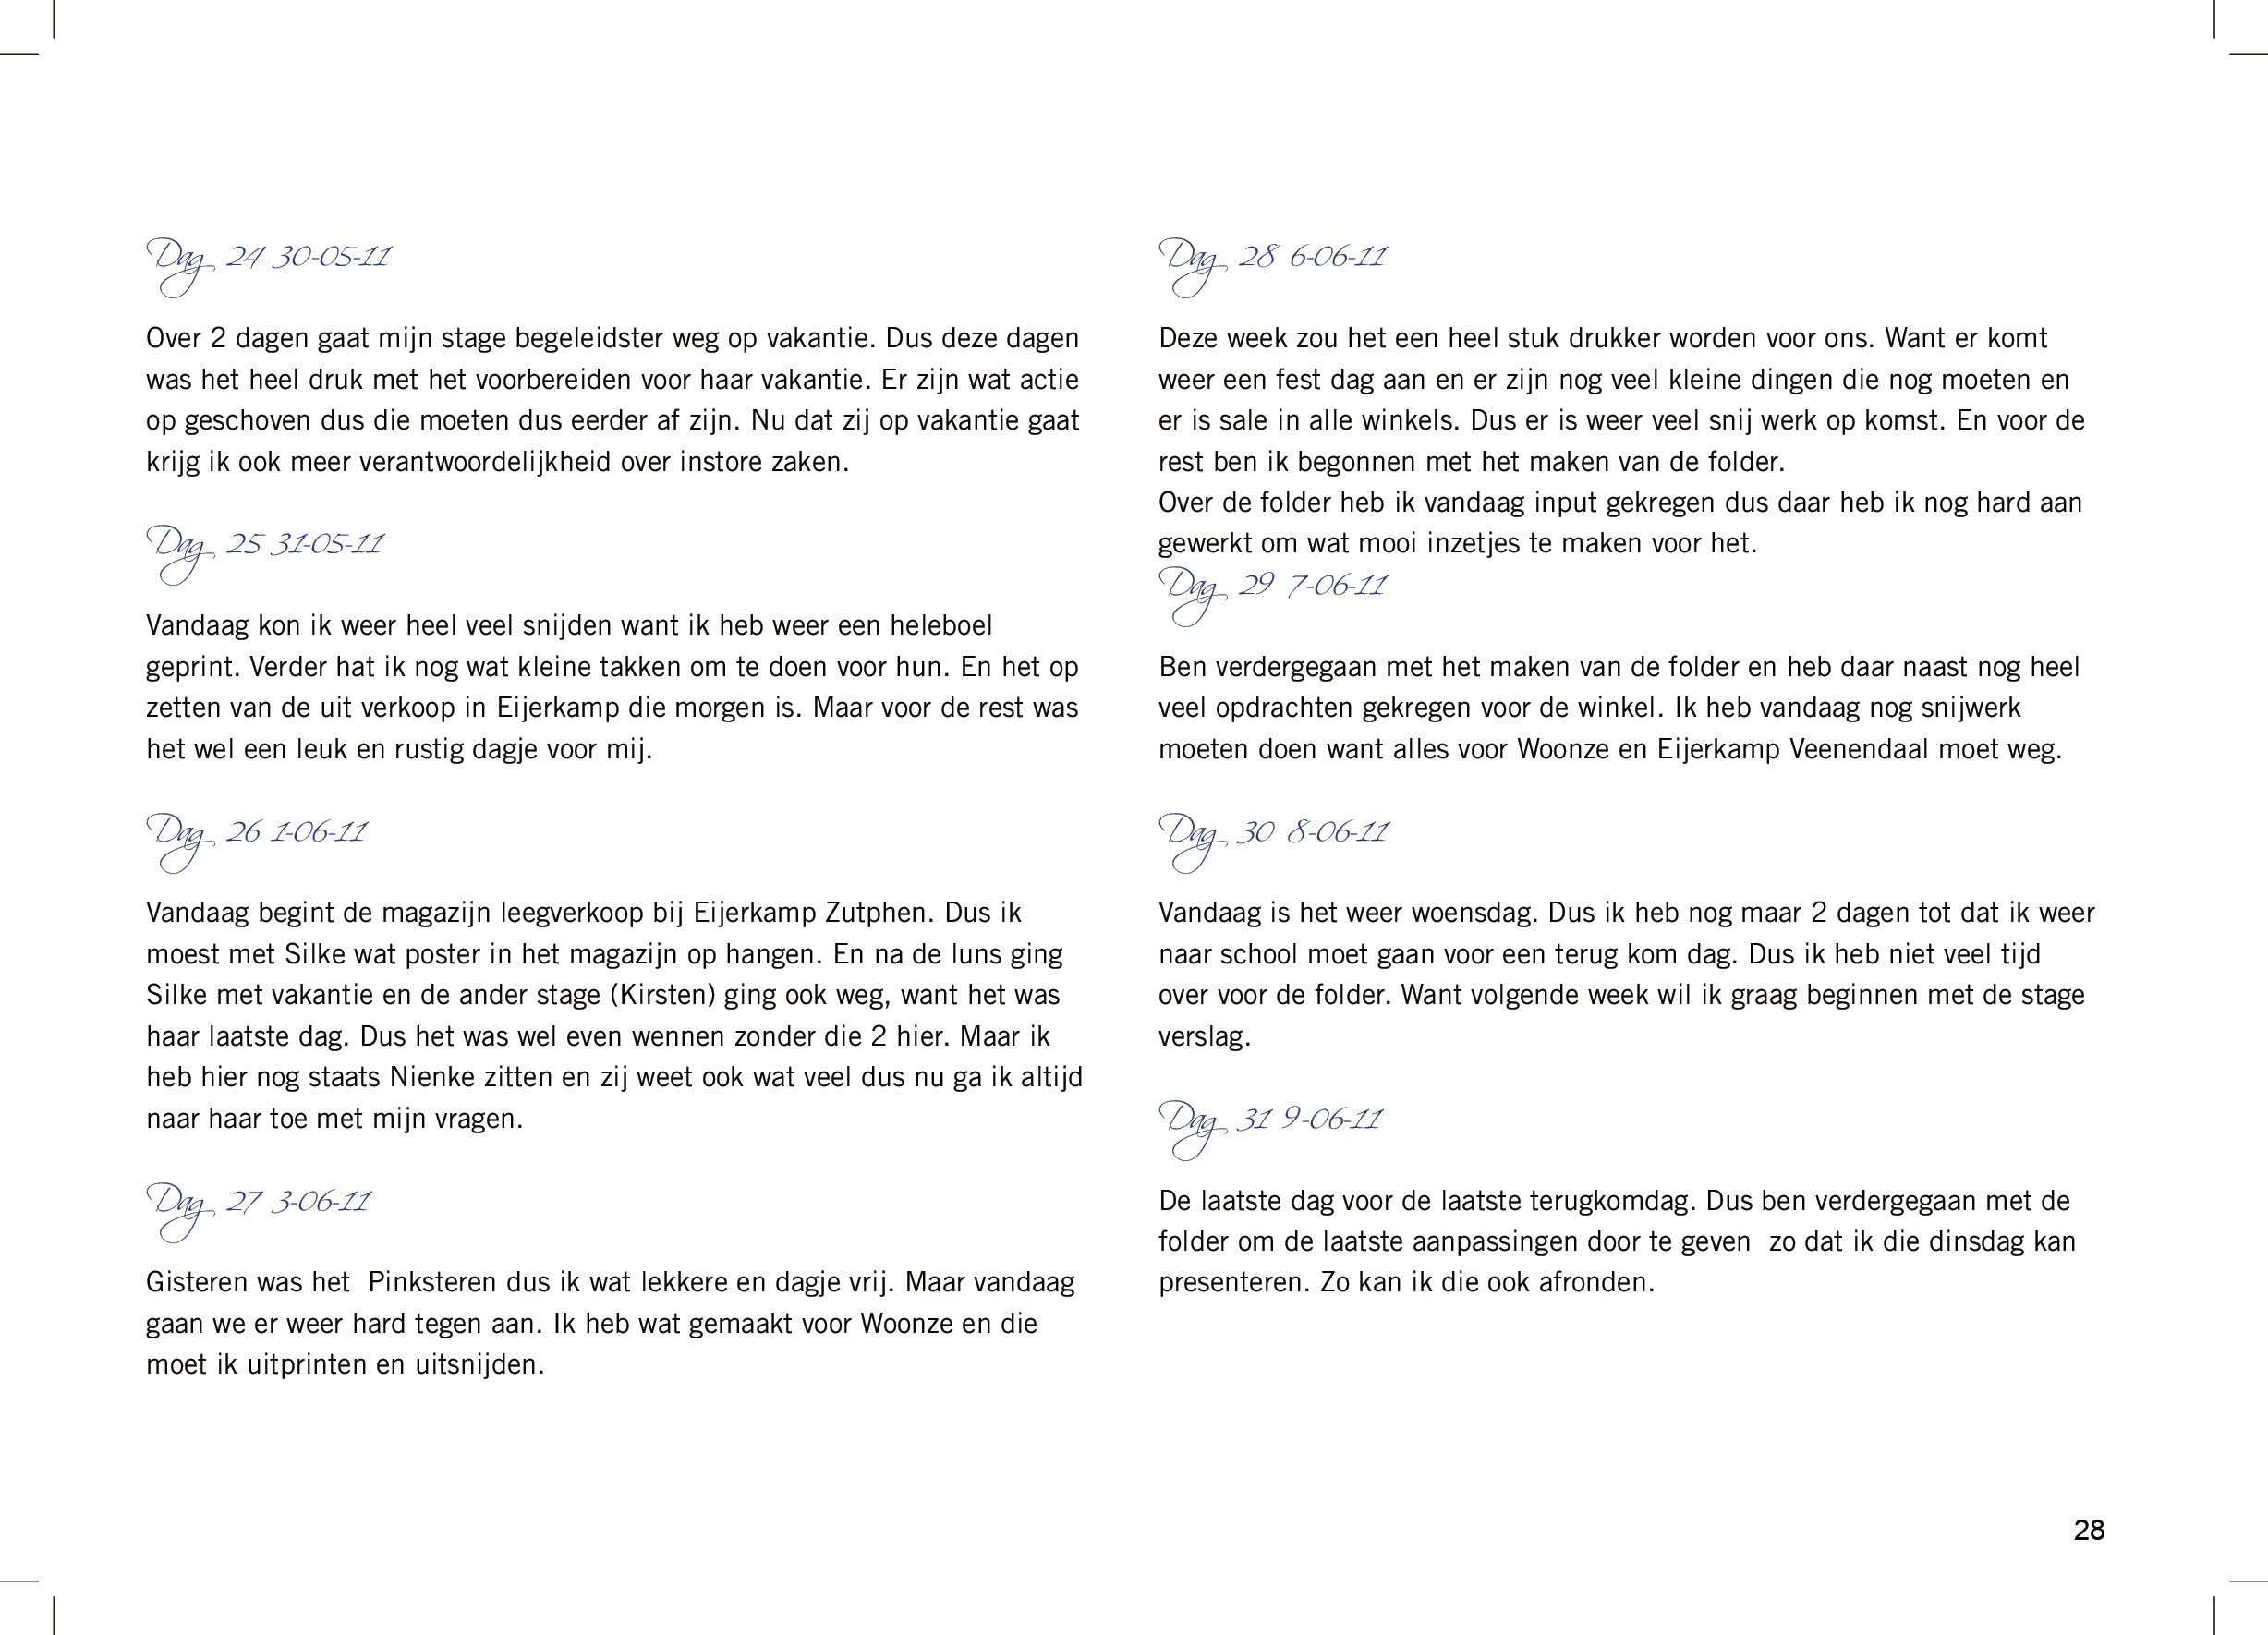 Dag 24 30-05-11
Over 2 dagen gaat mijn stage begeleidster weg op vakantie. Dus deze dagen
was het heel druk met het voorbereiden voor haar vakantie. Er zijn wat actie
op geschoven dus die moeten dus eerder af zijn. Nu dat zij op vakantie gaat
krijg ik ook meer verantwoordelijkheid over instore zaken.
Dag 25 31-05-11
Vandaag kon ik weer heel veel snijden want ik heb weer een heleboel
geprint. Verder hat ik nog wat kleine takken om te doen voor hun. En het op
zetten van de uit verkoop in Eijerkamp die morgen is. Maar voor de rest was
het wel een leuk en rustig dagje voor mij.
Dag 26 1-06-11
Vandaag begint de magazijn leegverkoop bij Eijerkamp Zutphen. Dus ik
moest met Silke wat poster in het magazijn op hangen. En na de luns ging
Silke met vakantie en de ander stage (Kirsten) ging ook weg, want het was
haar laatste dag. Dus het was wel even wennen zonder die 2 hier. Maar ik
heb hier nog staats Nienke zitten en zij weet ook wat veel dus nu ga ik altijd
naar haar toe met mijn vragen.
Dag 27 3-06-11
Gisteren was het  Pinksteren dus ik wat lekkere en dagje vrij. Maar vandaag
gaan we er weer hard tegen aan. Ik heb wat gemaakt voor Woonze en die
moet ik uitprinten en uitsnijden.
Dag 28 6-06-11
Deze week zou het een heel stuk drukker worden voor ons. Want er komt
weer een fest dag aan en er zijn nog veel kleine dingen die nog moeten en
er is sale in alle winkels. Dus er is weer veel snij werk op komst. En voor de
rest ben ik begonnen met het maken van de folder.
Over de folder heb ik vandaag input gekregen dus daar heb ik nog hard aan
gewerkt om wat mooi inzetjes te maken voor het.
Dag 29 7-06-11
Ben verdergegaan met het maken van de folder en heb daar naast nog heel
veel opdrachten gekregen voor de winkel. Ik heb vandaag nog snijwerk
moeten doen want alles voor Woonze en Eijerkamp Veenendaal moet weg.
Dag 30 8-06-11
Vandaag is het weer woensdag. Dus ik heb nog maar 2 dagen tot dat ik weer
naar school moet gaan voor een terug kom dag. Dus ik heb niet veel tijd
over voor de folder. Want volgende week wil ik graag beginnen met de stage
verslag.
Dag 31 9-06-11
De laatste dag voor de laatste terugkomdag. Dus ben verdergegaan met de
folder om de laatste aanpassingen door te geven  zo dat ik die dinsdag kan
presenteren. Zo kan ik die ook afronden.
28